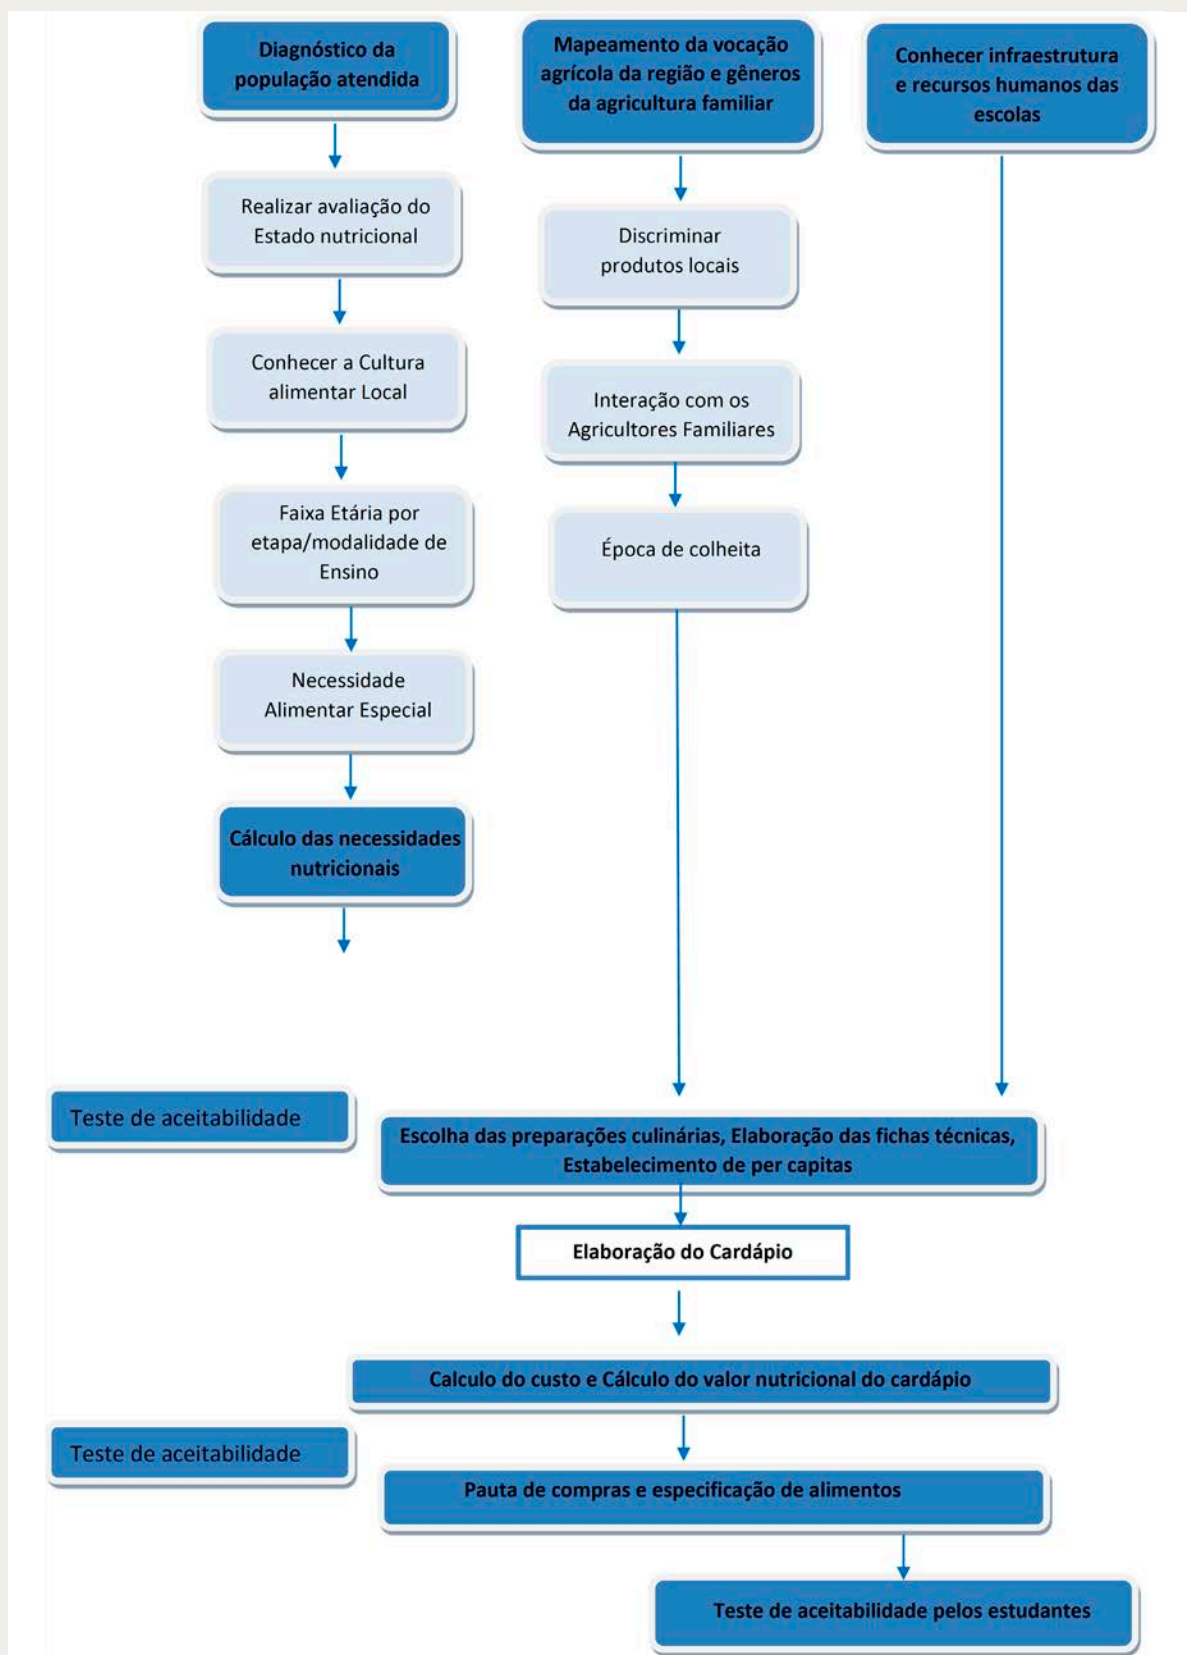 Diagnóstico da
população atendida
Mapeamento da vocação
agrícola da região e gêneros
da agricultura familiar
Conhecer infraestrutura
e recursos humanos das
escolas
Realizar avaliação do
Estado nutricional
Discriminar
produtos locais
Conhecer a Cultura
alimentar Local
Interação com os
Agricultores Familiares
Faixa Etária por
etapa/modalidade de
Ensino
Época de colheita
Necessidade
Alimentar Especial
Cálculo das necessidades
nutricionais
Teste de aceitabilidade
Escolha das preparações culinárias, Elaboração das fichas técnicas,
Estabelecimento de per capitas
Elaboração do Cardápio
Calculo do custo e Cálculo do valor nutricional do cardápio
Teste de aceitabilidade
Pauta de compras e especificação de alimentos
Teste de aceitabilidade pelos estudantes